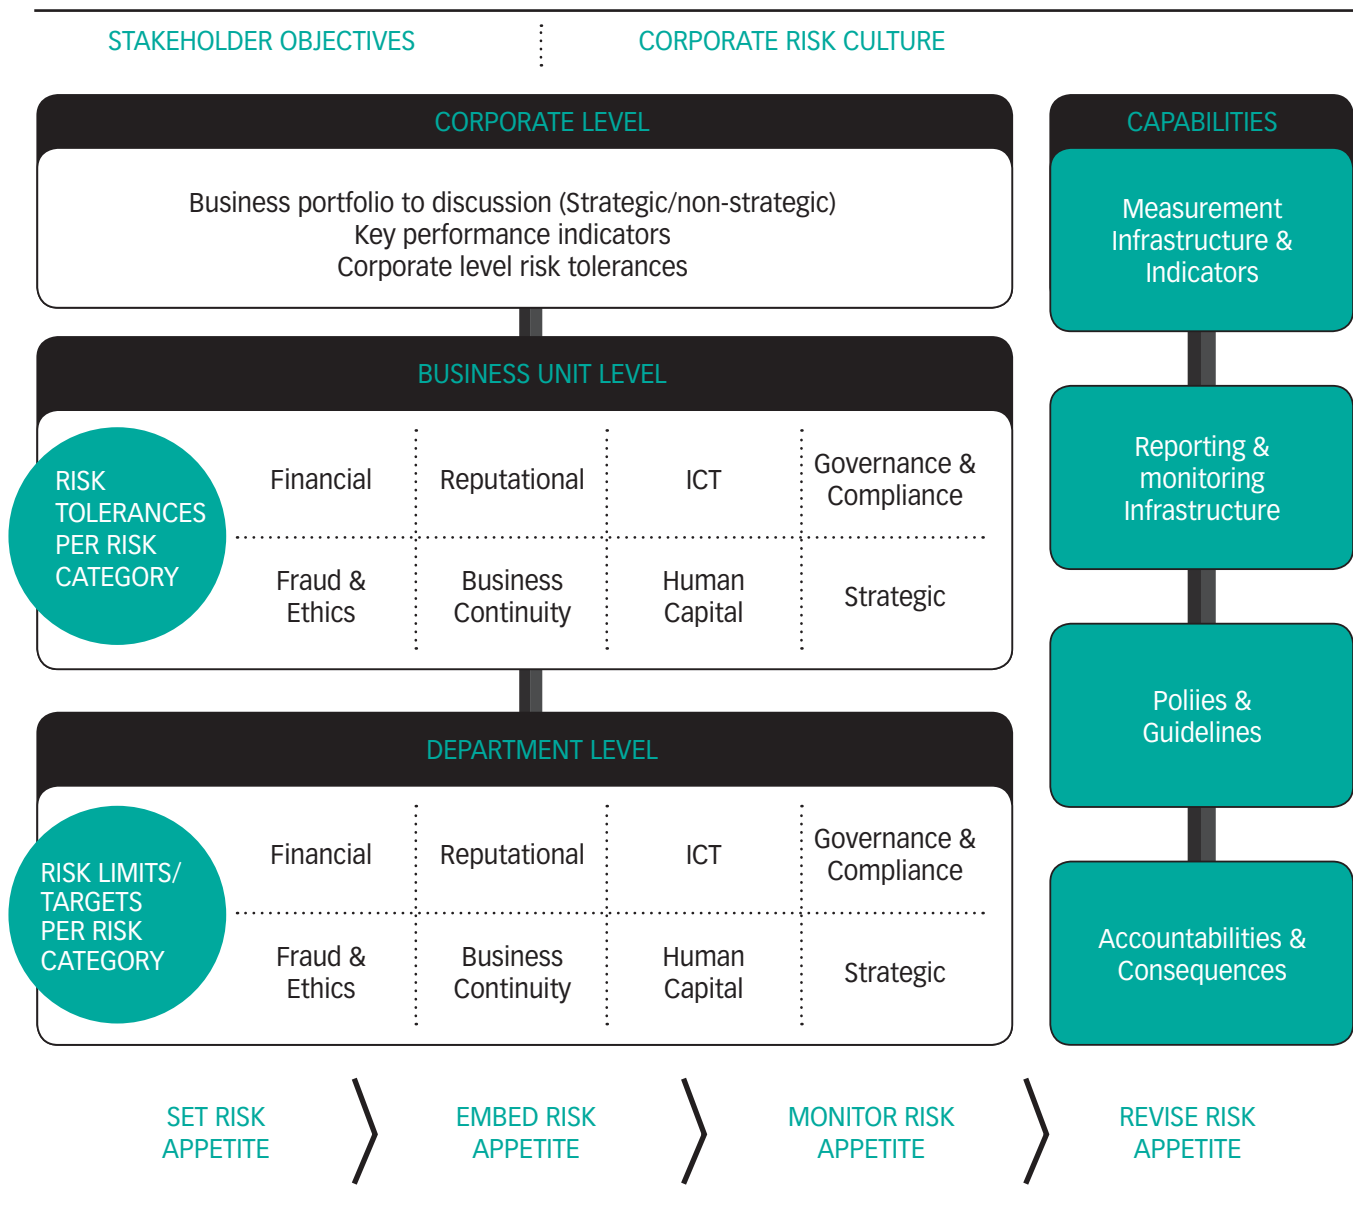 STAKEHOLDER OBJECTIVES
CORPORATE RISK CULTURE
CORPORATE LEVEL
Business portfolio to discussion (Strategic/non-strategic)
Key performance indicators
Corporate level risk tolerances
BUSINESS UNIT LEVEL
RISK
TOLERANCES
PER RISK
CATEGORY
Financial
Reputational
ICT
Governance &
Compliance
Fraud &
Ethics
Business
Continuity
Human
Capital
Strategic
DEPARTMENT LEVEL
RISK LIMITS/
TARGETS
PER RISK
CATEGORY
Financial
Reputational
ICT
Governance &
Compliance
Fraud &
Ethics
Business
Continuity
Human
Capital
Strategic
CAPABILITIES
Measurement
Infrastructure &
Indicators
Reporting &
monitoring
Infrastructure
Poliies &
Guidelines
Accountabilities &
Consequences
SET RISK
APPETITE
EMBED RISK
APPETITE
MONITOR RISK
APPETITE
REVISE RISK
APPETITE